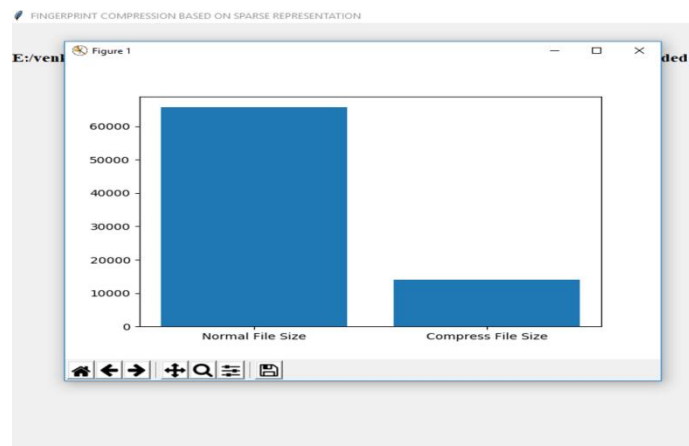 FINGERPRINT COMPRESSION BASED ON SPARSE REPRESENTATION
Figure 1
ded
60000
50000
40000
30000
20000
10000
0
Normal File Size Compress File Size